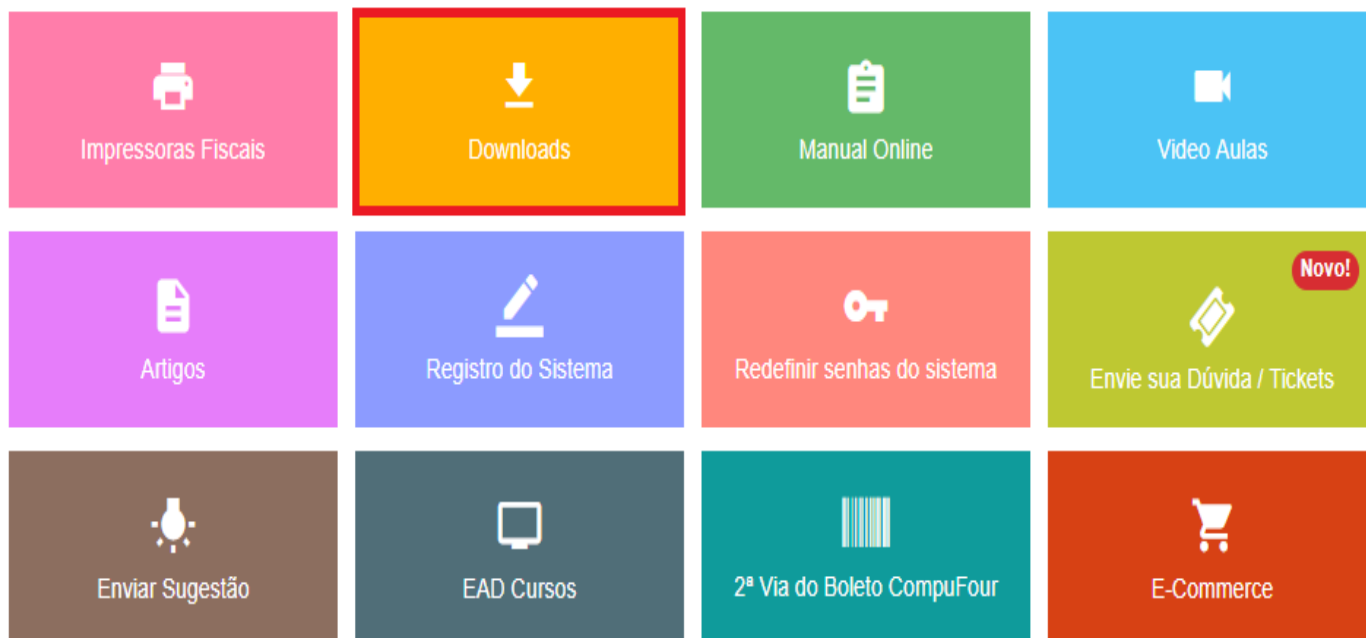 Impressoras Fiscais
Downloads
Manual Online
Video Aulas
Artigos
Registro do Sistema
Redefinir senhas do sistema
Novo!
Envie sua Dúvida / Tickets
Enviar Sugestão
EAD Cursos
2ª Via do Boleto CompuFour
E-Commerce